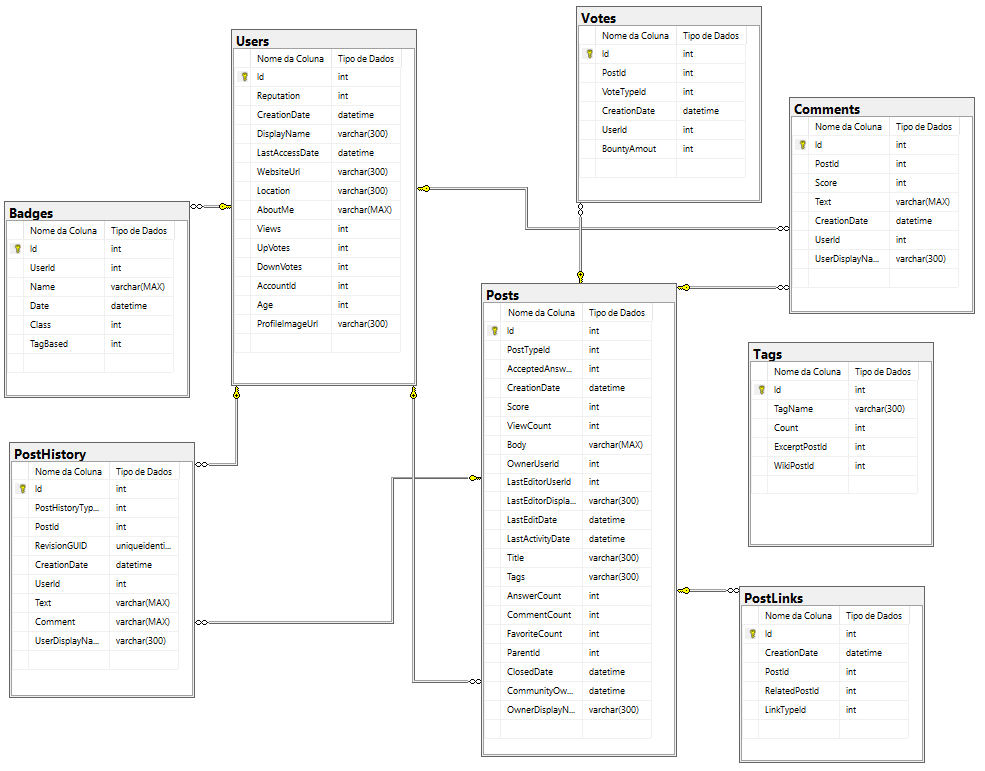 Users
Nome da Coluna Tipo de Dados
Id int
Reputation int
CreationDate datetime
DisplayName varchar(300)
LastAccessDate datetime
WebsiteUrl varchar(300)
Location varchar(300)
AboutMe varchar(MAX)
Views int
UpVotes int
DownVotes int
AccountId int
Age int
ProfileImageUrl varchar(300)
Votes
Nome da Coluna Tipo de Dados
Id int
PostId int
VoteTypeId int
CreationDate datetime
UserId int
BountyAmout int
Comments
Nome da Coluna Tipo de Dados
Id int
PostId int
Score int
Text varchar(MAX)
CreationDate datetime
UserId int
UserDisplayNa... varchar(300)
Badges
Nome da Coluna Tipo de Dados
Id int
UserId int
Name varchar(MAX)
Date datetime
Class int
TagBased int
Posts
Nome da Coluna Tipo de Dados
Id int
PostTypeId int
AcceptedAnsw... int
CreationDate datetime
Score int
ViewCount int
Body varchar(MAX)
OwnerUserId int
LastEditorUserId int
LastEditorDispla... varchar(300)
LastEditDate datetime
LastActivityDate datetime
Title varchar(300)
Tags varchar(300)
AnswerCount int
CommentCount int
FavoriteCount int
ParentId int
ClosedDate datetime
CommunityOw... datetime
OwnerDisplayN... varchar(300)
Tags
Nome da Coluna Tipo de Dados
Id int
TagName varchar(300)
Count int
ExcerptPostId int
WikiPostId int
PostHistory
Nome da Coluna Tipo de Dados
Id int
PostHistoryTyp... int
PostId int
RevisionGUID uniqueidenti...
CreationDate datetime
UserId int
Text varchar(MAX)
Comment varchar(MAX)
UserDisplayNa... varchar(300)
PostLinks
Nome da Coluna Tipo de Dados
Id int
CreationDate datetime
PostId int
RelatedPostId int
LinkTypeId int